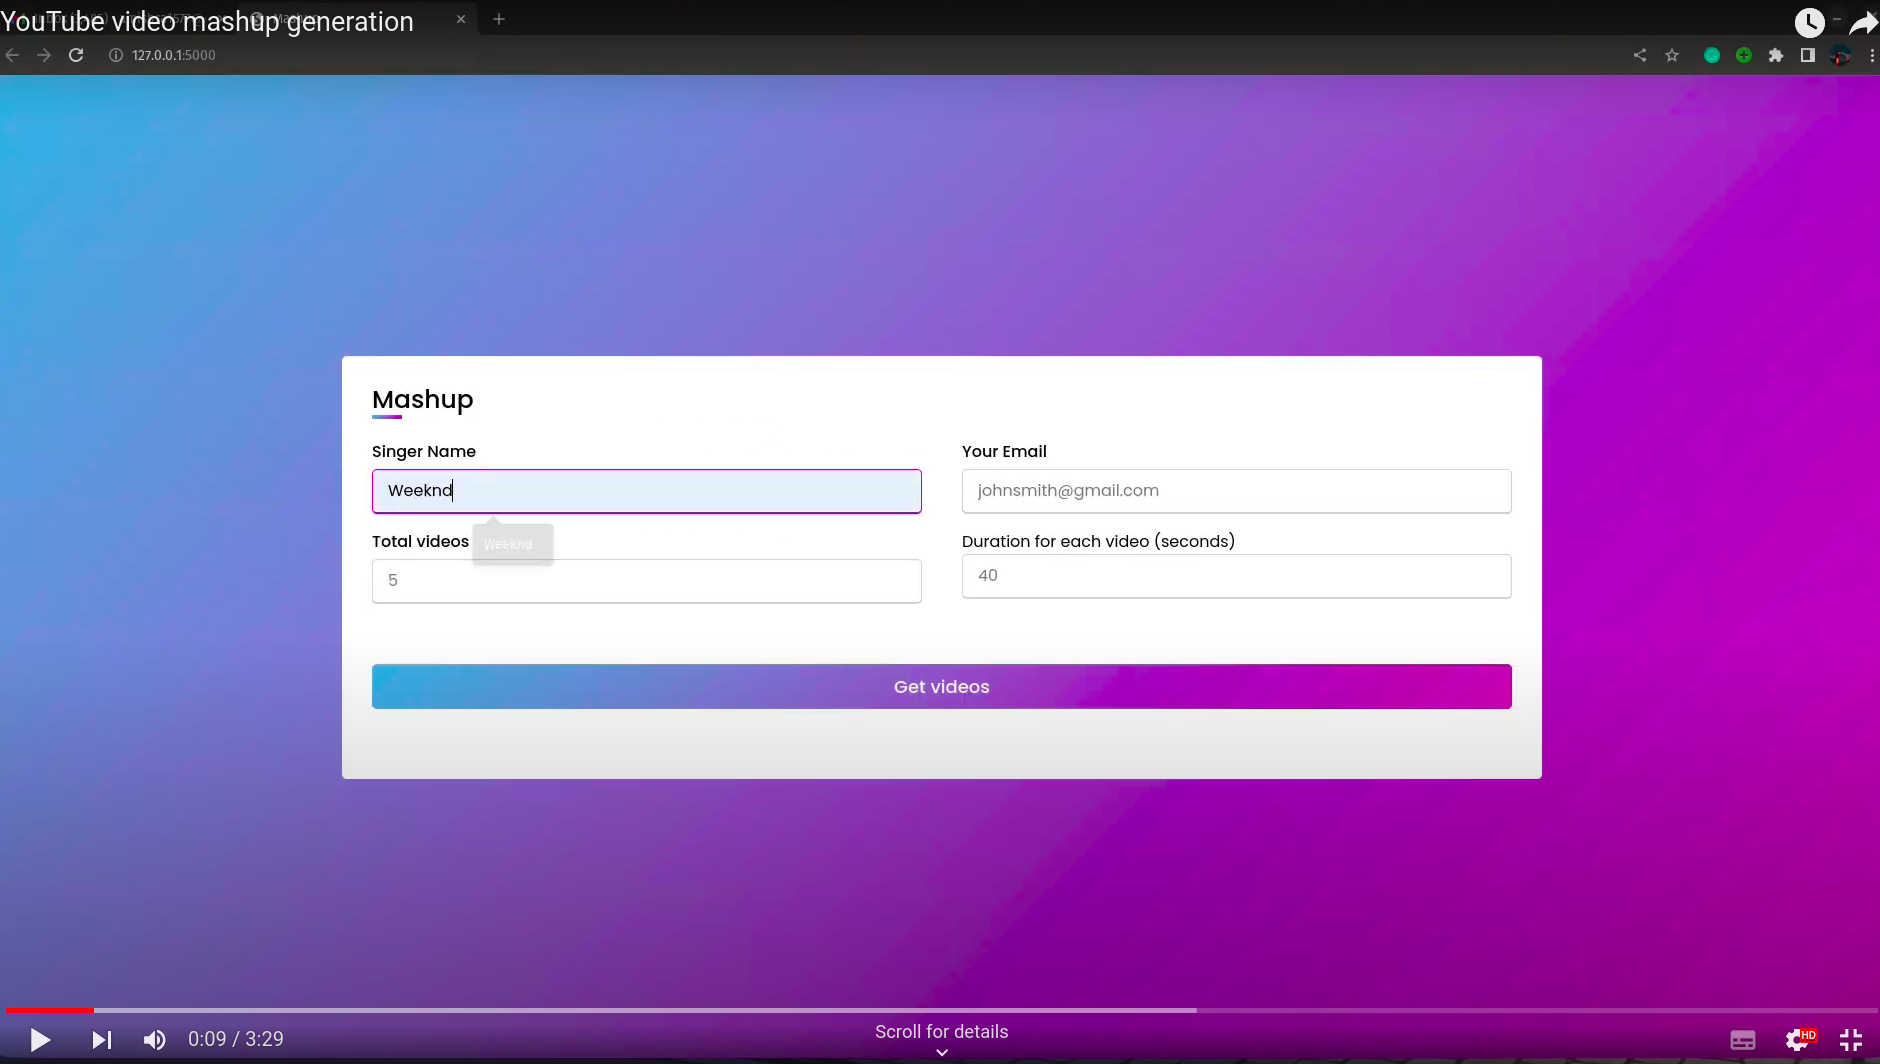 YouTube video mashup generation
127.0.0.1:5000
Mashup
Singer Name
Your Email
Weeknd
johnsmith@gmail.com
Total videos
Weeknd
Duration for each video (seconds)
5
40
Get videos
0:09 / 3:29
Scroll for details
HD